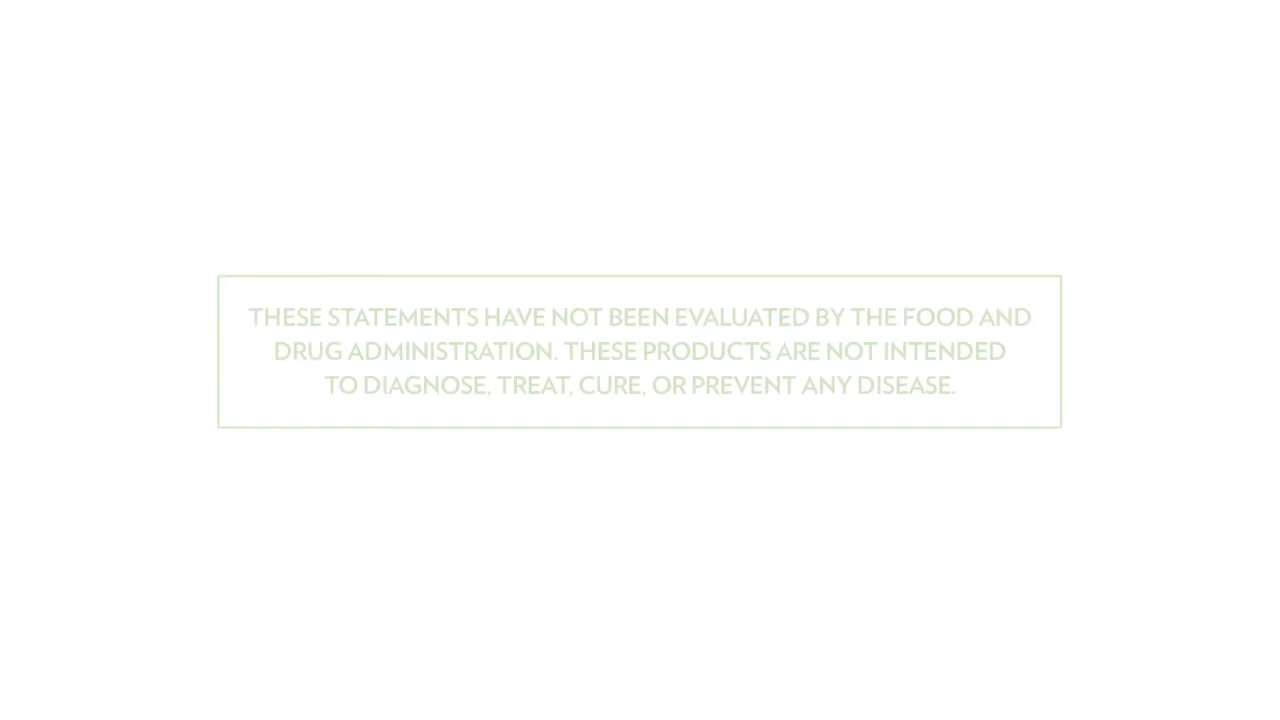 THESE STATEMENTS HAVE NOT BEEN EVALUATED BY THE FOOD AND
DRUG ADMINISTRATION. THESE PRODUCTS ARE NOT INTENDED
TO DIAGNOSE, TREAT, CURE, OR PREVENT ANY DISEASE.